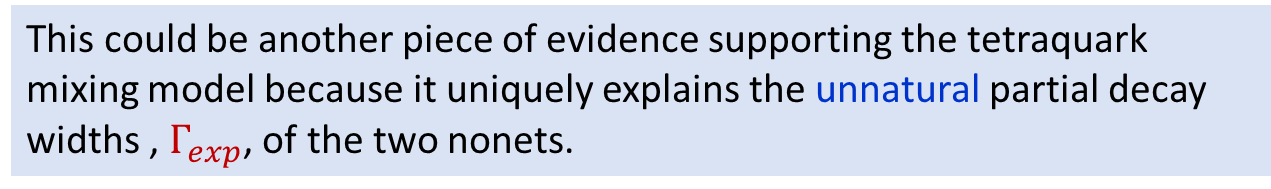 This could be another piece of evidence supporting the tetraquark
mixing model because it uniquely explains the unnatural partial decay
widths , Γ_exp, of the two nonets.